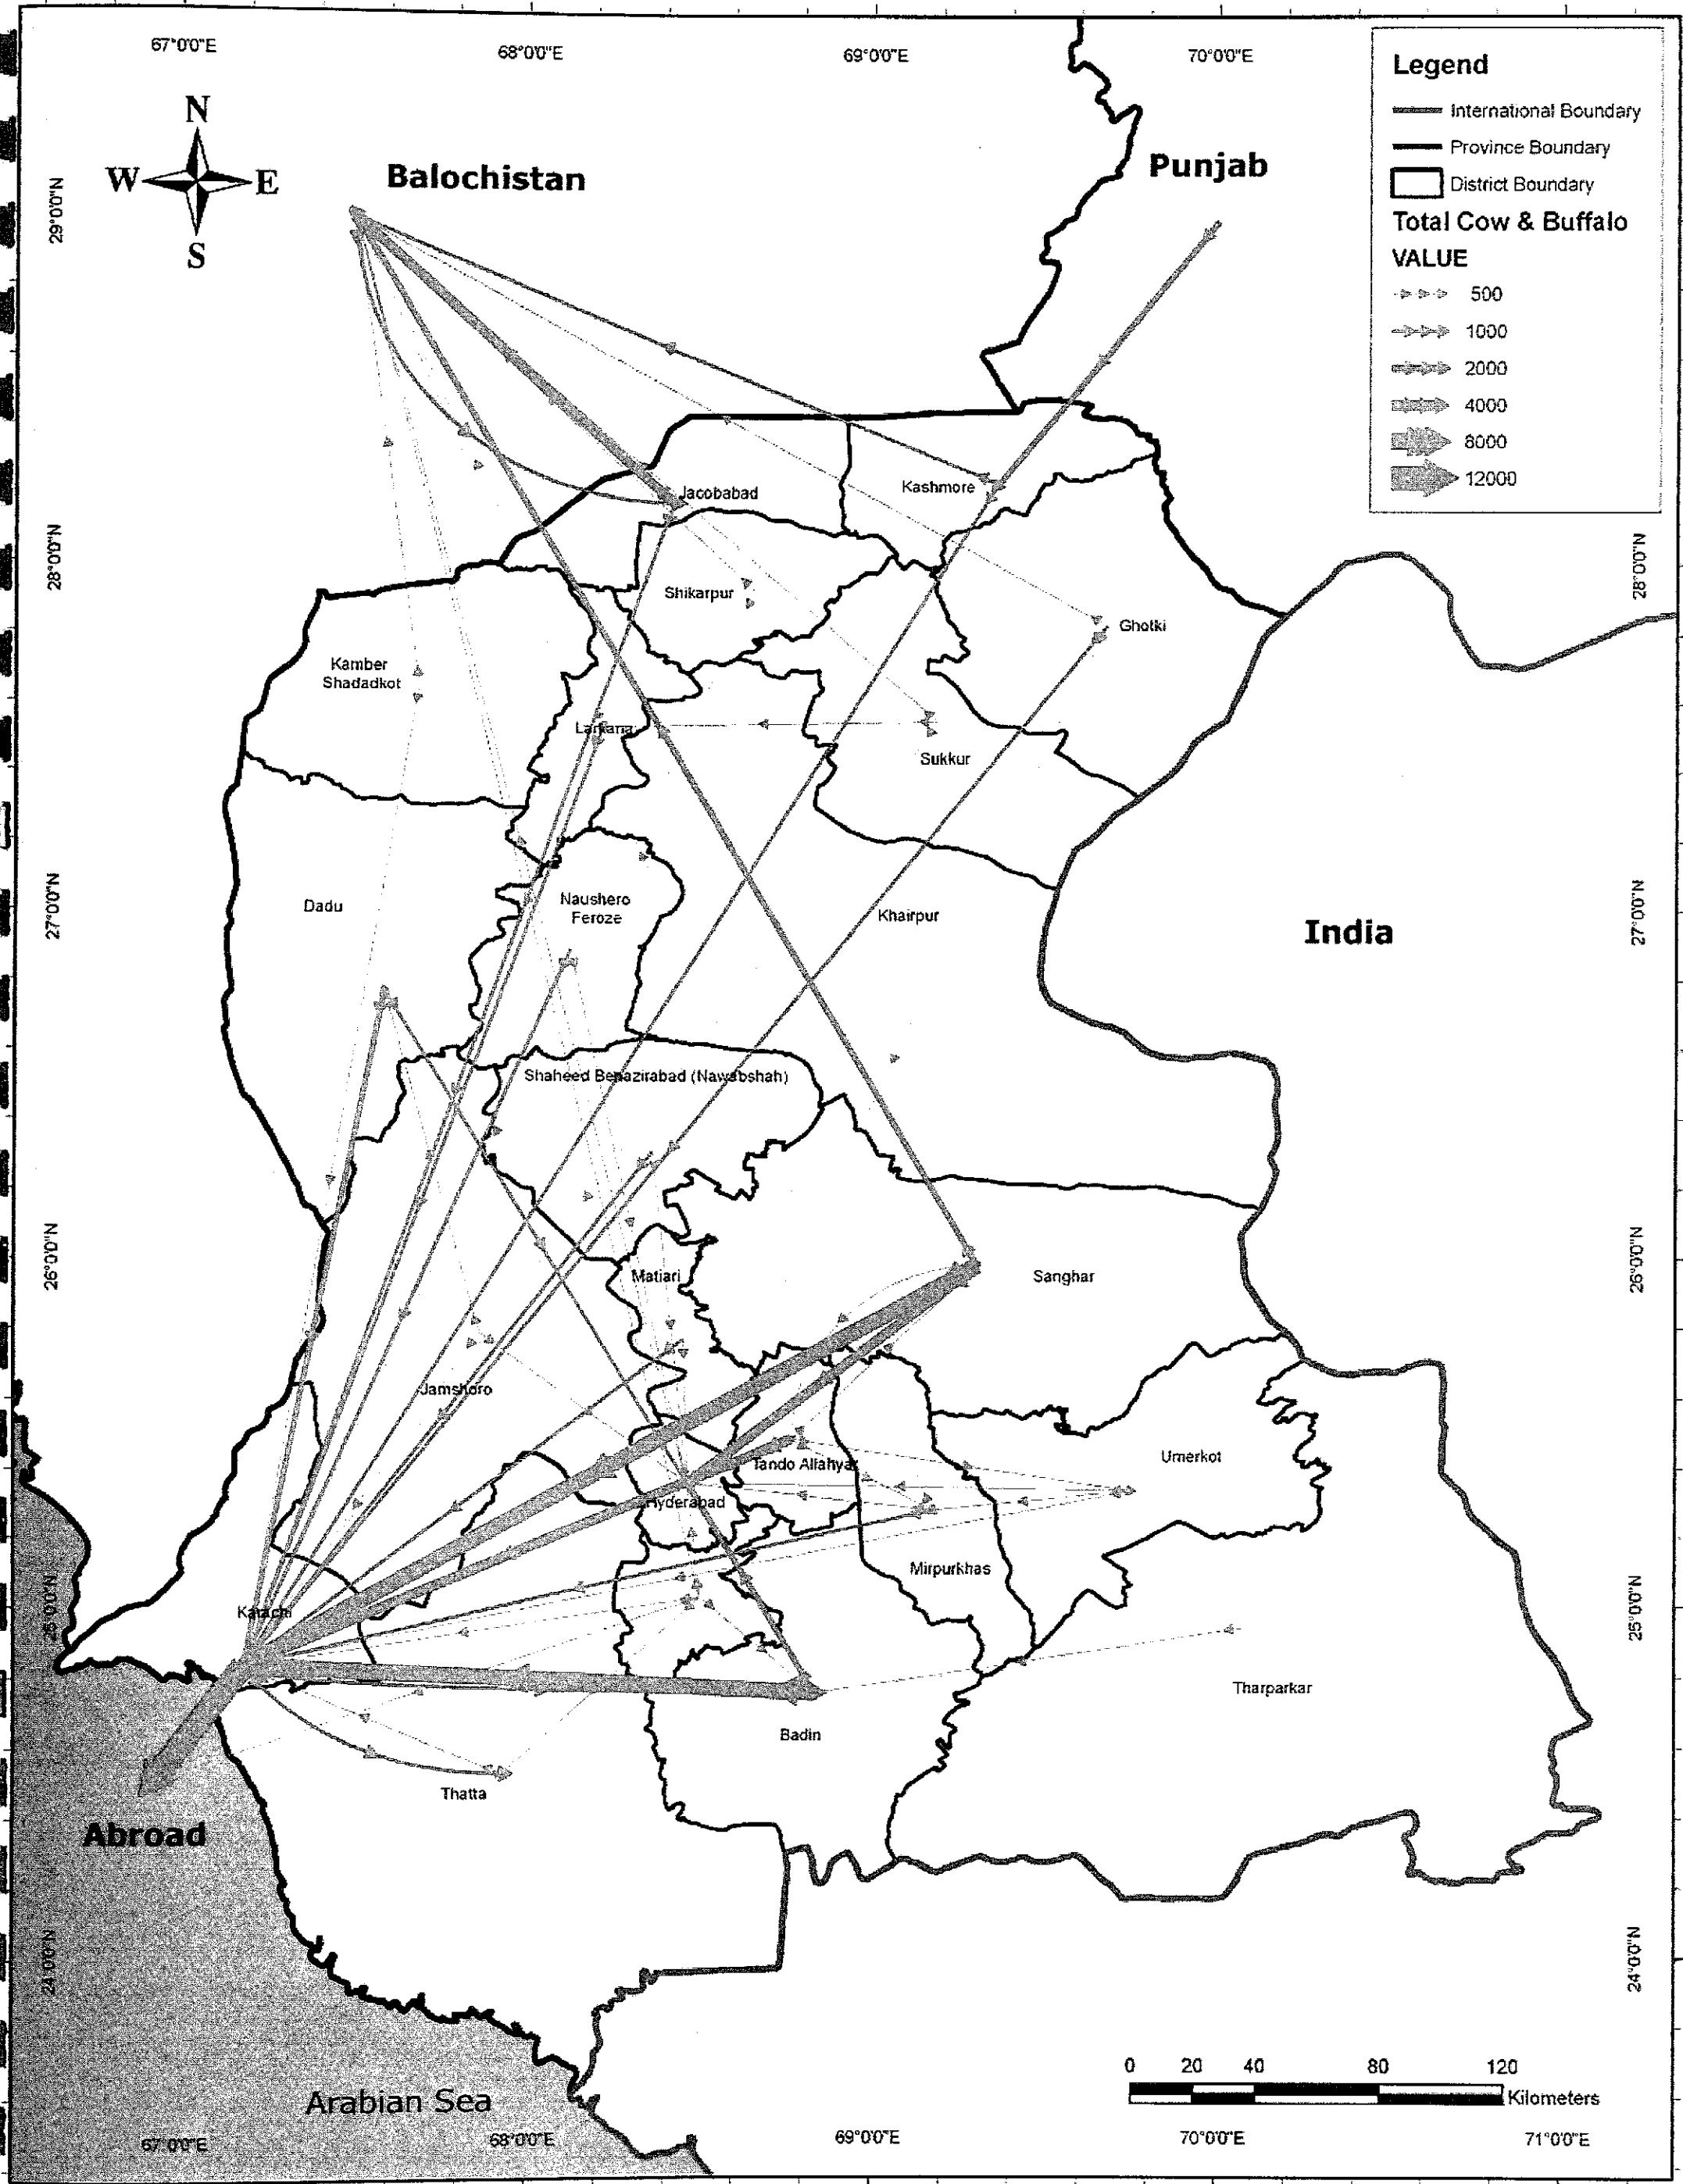 67°0'0"E
68°0'0"E
69°0'0"E
70°0'0"E
Legend
International Boundary
Province Boundary
District Boundary
Total Cow & Buffalo
VALUE
500
1000
2000
4000
8000
12000
N
W
E
S
Balochistan
Punjab
29°0'0"N
Jacobabad
Kashmore
28°0'0"N
28°0'0"N
Shikarpur
Ghotki
Kamber
Shadadkot
Larkana
Sukkur
27°0'0"N
27°0'0"N
Dadu
Naushero
Feroze
Khairpur
India
Shaheed Benazirabad (Nawabshah)
26°0'0"N
26°0'0"N
Matiari
Sanghar
Jamshoro
Umerkot
Tando Allahyar
Hyderabad
Mirpurkhas
25°0'0"N
25°0'0"N
Karachi
Tharparkar
Badin
Thatta
Abroad
24°0'0"N
24°0'0"N
Arabian Sea
0 20 40 80 120
Kilometers
67°0'0"E
68°0'0"E
69°0'0"E
70°0'0"E
71°0'0"E